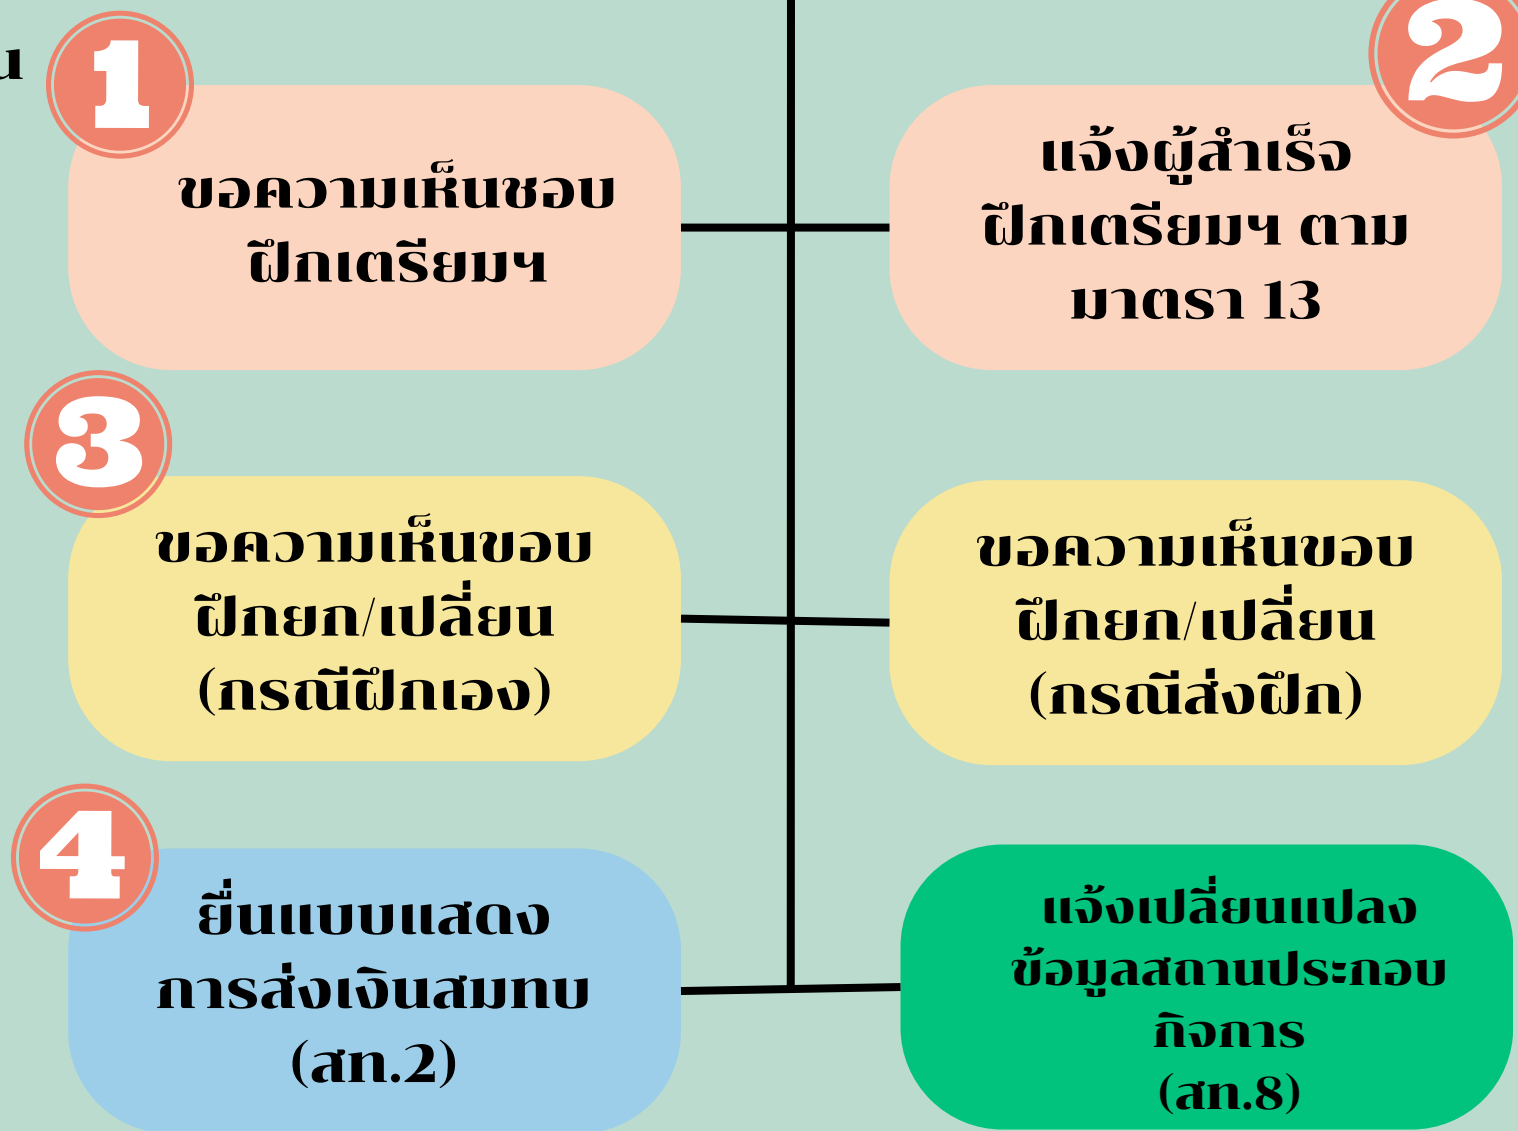 น
1
ขอความเห็นชอบ
ฝึกเตรียมฯ
2
แจ้งผู้สำเร็จ
ฝึกเตรียมฯ ตาม
มาตรา 13
3
ขอความเห็นขอบ
ฝึกยก/เปลี่ยน
(กรณีฝึกเอง)
ขอความเห็นขอบ
ฝึกยก/เปลี่ยน
(กรณีส่งฝึก)
4
ยื่นแบบแสดง
การส่งเงินสมทบ
(สท.2)
แจ้งเปลี่ยนแปลง
ข้อมูลสถานประกอบ
กิจการ
(สท.8)